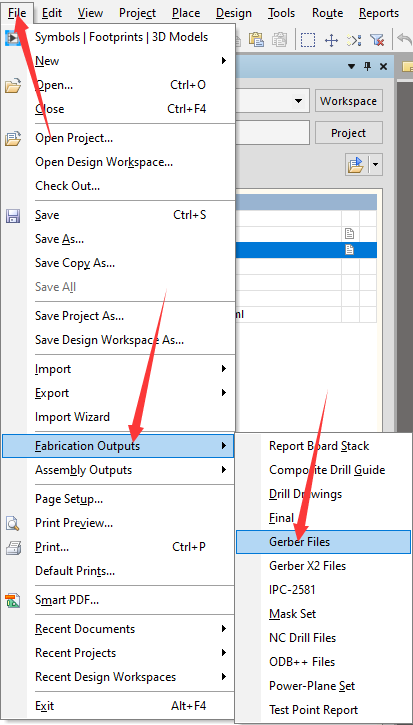 File Edit View Project Place Design Tools Route Reports
Symbols | Footprints | 3D Models
New
Open... Ctrl+O
Close Ctrl+F4
Workspace
Open Project...
Project
Open Design Workspace...
Check Out...
Save Ctrl+S
Save As...
Save Copy As...
Save All
Save Project As... ml
Save Design Workspace As...
Import
Export
Import Wizard
Fabrication Outputs
Report Board Stack
Assembly Outputs
Composite Drill Guide
Page Setup...
Drill Drawings
Print Preview...
Final
Print... Ctrl+P
Gerber Files
Default Prints...
Gerber X2 Files
Smart PDF...
IPC-2581
Mask Set
Recent Documents
NC Drill Files
Recent Projects
ODB++ Files
Recent Design Workspaces
Power-Plane Set
Exit Alt+F4
Test Point Report